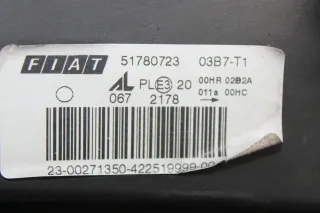 FIAT 51780723 03B7-T1
AL PLE3 20 00HR 02B2A
067 2178 011a 00HC
23-00271350-422519999-00